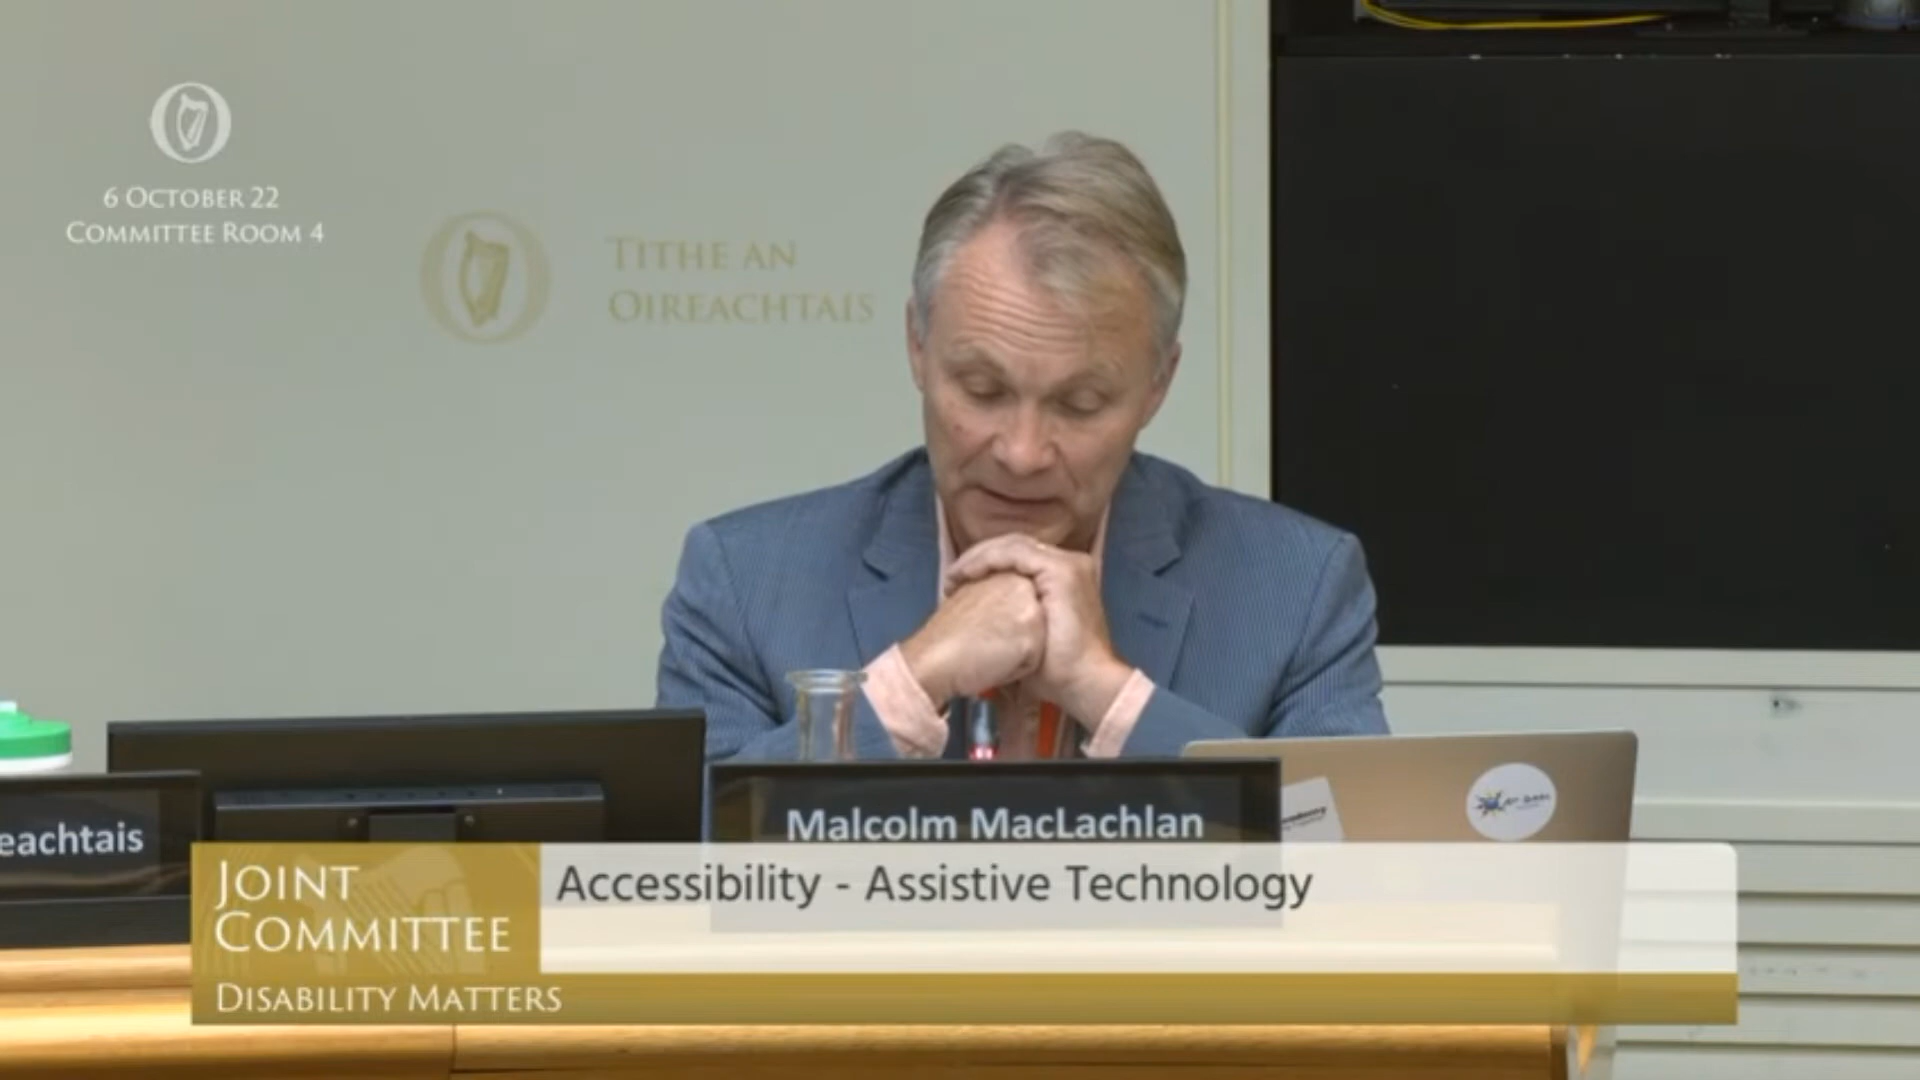 6 October 22
Committee Room 4
Tithe an
Oireachtais
Malcolm MacLachlan
eachtais
Joint
Committee
Accessibility - Assistive Technology
Disability Matters